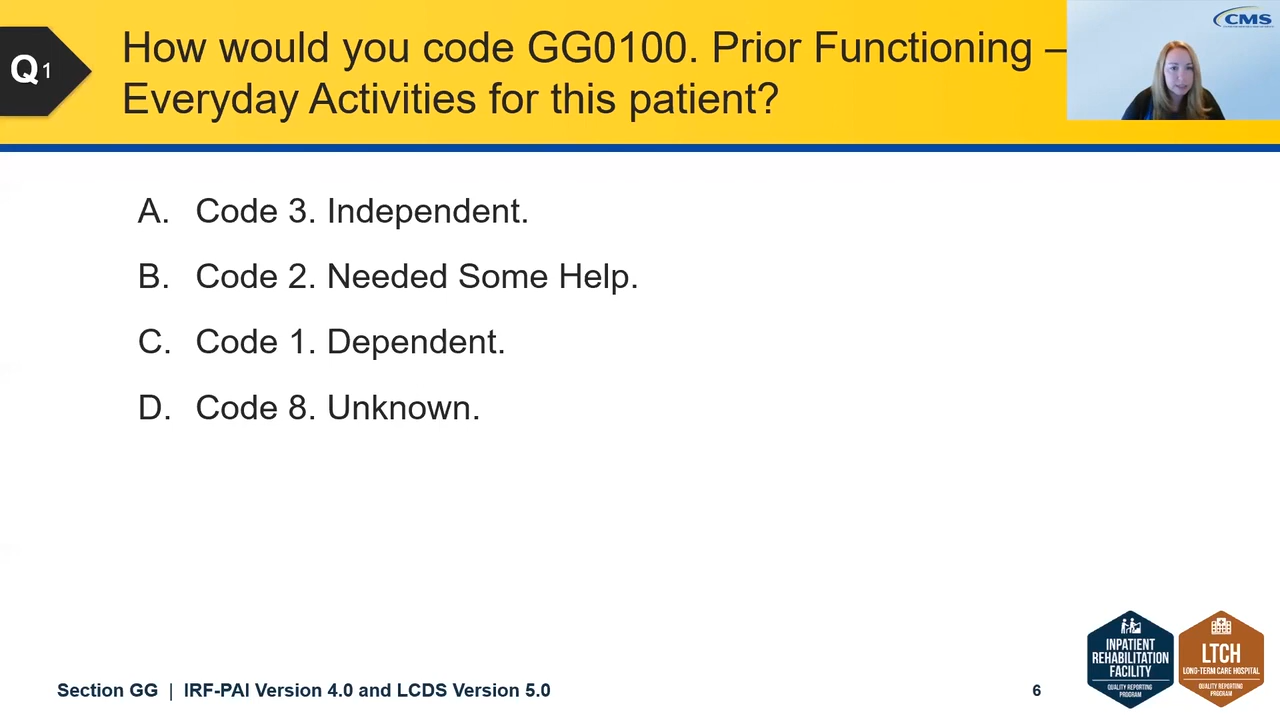 Q1
How would you code GG0100. Prior Functioning –
Everyday Activities for this patient?
CMS
A. Code 3. Independent.
B. Code 2. Needed Some Help.
C. Code 1. Dependent.
D. Code 8. Unknown.
INPATIENT
REHABILITATION
FACILITY
QUALITY REPORTING
PROGRAM
LTCH
LONG-TERM CARE HOSPITAL
QUALITY REPORTING
PROGRAM
Section GG | IRF-PAI Version 4.0 and LCDS Version 5.0
6